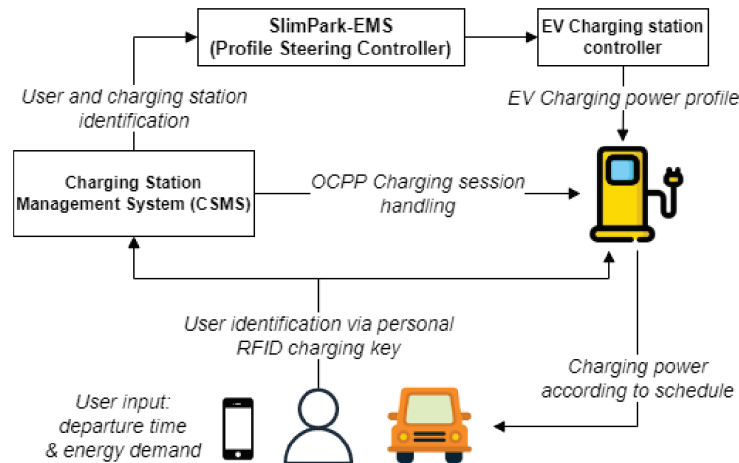 SlimPark-EMS
(Profile Steering Controller)
EV Charging station
controller
User and charging station
identification
EV Charging power profile
Charging Station
Management System (CSMS)
OCPP Charging session
handling
User identification via personal
RFID charging key
Charging power
according to schedule
User input:
departure time
& energy demand